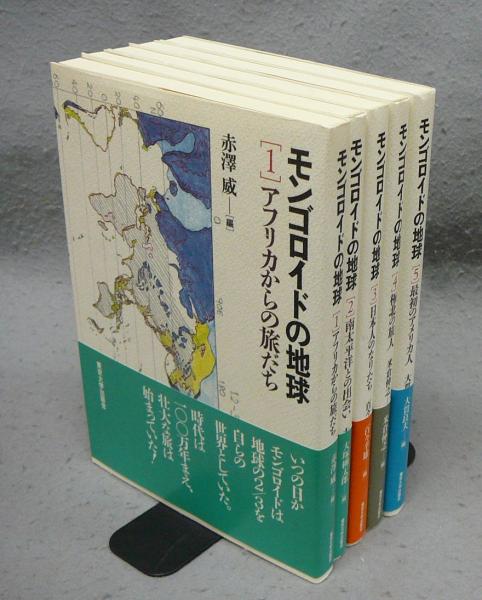 モンゴロイドの地球
[1]アフリカからの旅だち
赤澤 威―[編]
東京大学出版会
いつの日か
モンゴロイドは
地球の2/3を
自らの
世界としていた。
時代は
一〇〇万年まえ、
壮大な旅は
始まっていた!
モンゴロイドの地球 [1]アフリカからの旅だち
モンゴロイドの地球 [2]南太平洋との出会い
モンゴロイドの地球 [3]日本人のなりたち
モンゴロイドの地球 [4]極北の旅人
モンゴロイドの地球 [5]最初のアメリカ人